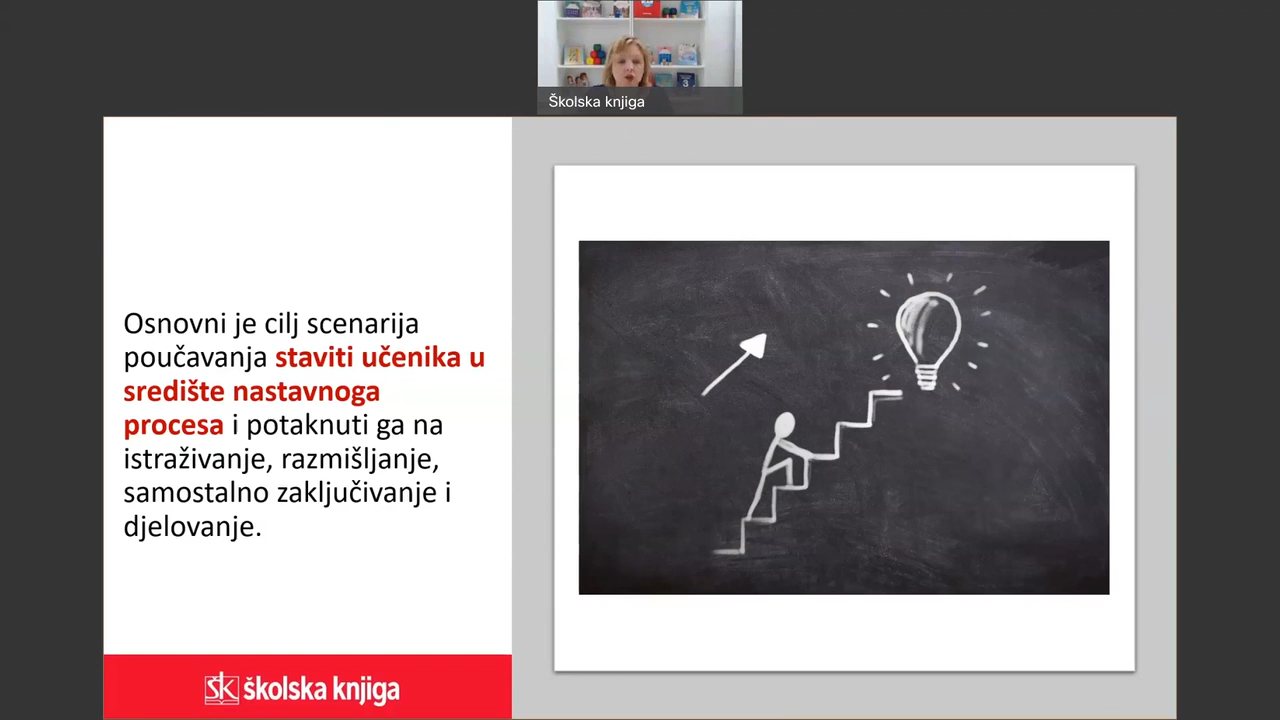 Školska knjiga
Osnovni je cilj scenarija
poučavanja staviti učenika u
središte nastavnoga
procesa i potaknuti ga na
istraživanje, razmišljanje,
samostalno zaključivanje i
djelovanje.
ŠK školska knjiga